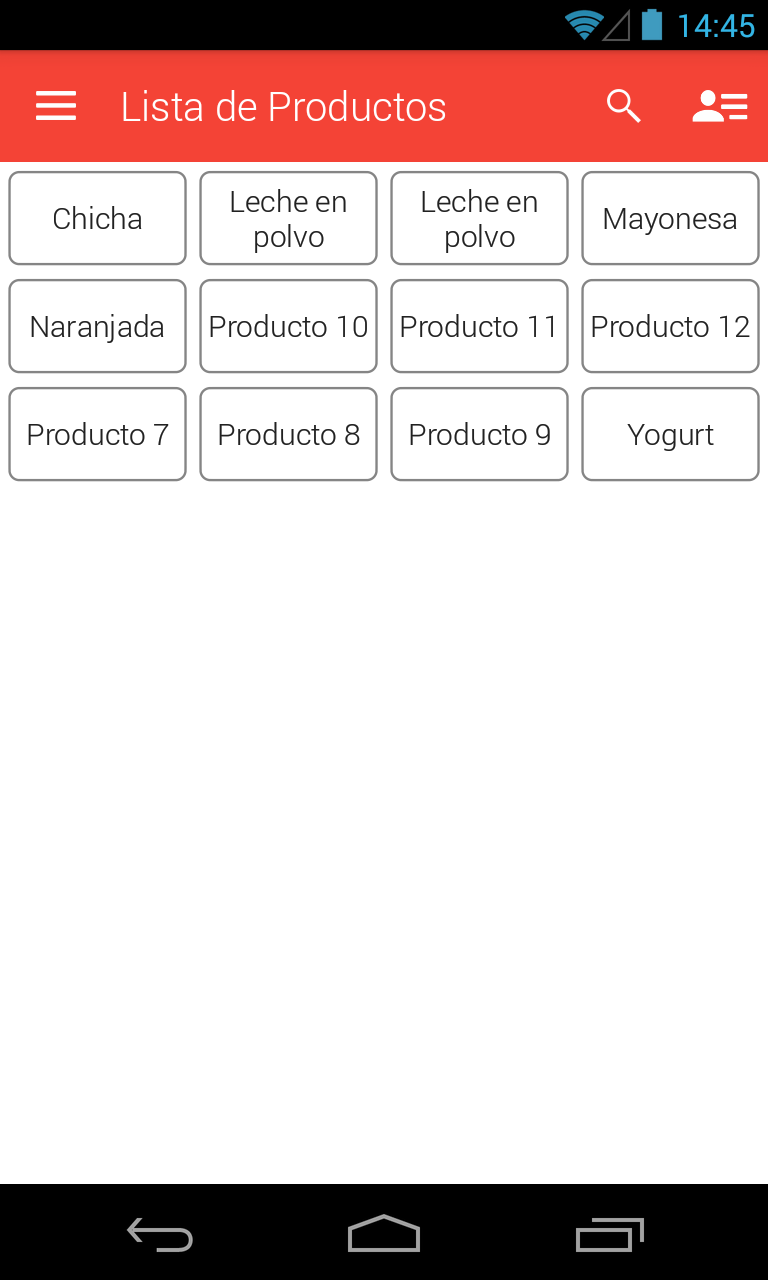 14:45
Lista de Productos
Chicha
Leche en
polvo
Leche en
polvo
Mayonesa
Naranjada
Producto 10
Producto 11
Producto 12
Producto 7
Producto 8
Producto 9
Yogurt